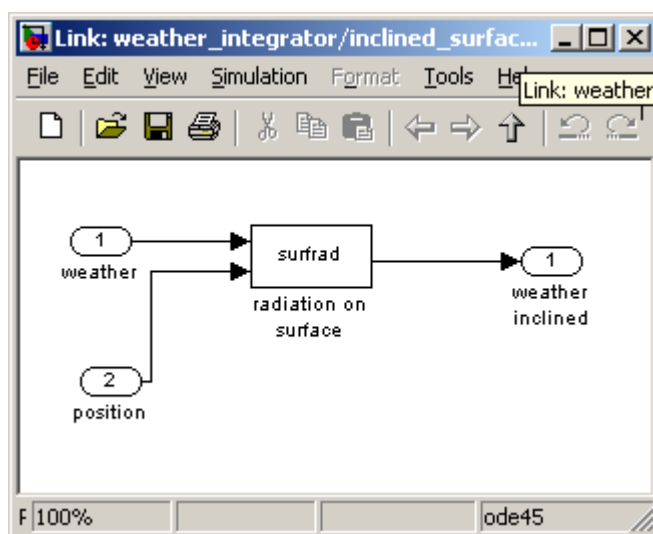 Link: weather_integrator/inclined_surfac...
File Edit View Simulation Format Tools Hel
Link: weather
1
weather
surfrad
radiation on
surface
1
weather
inclined
2
position
F 100% ode45